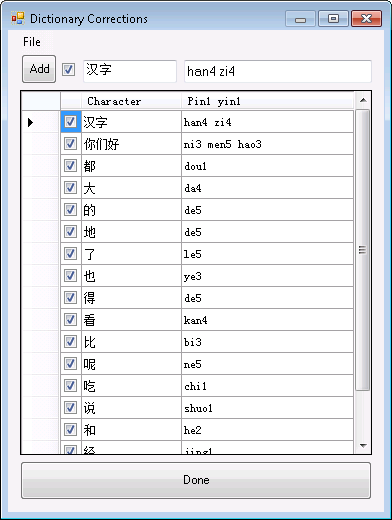 Dictionary Corrections
File
Add 汉字 han4 zi4
Character Pin1 yin1
汉字 han4 zi4
你们好 ni3 men5 hao3
都 dou1
大 da4
的 de5
地 de5
了 le5
也 ye3
得 de5
看 kan4
比 bi3
呢 ne5
吃 chi1
说 shuo1
和 he2
经 jing1
Done